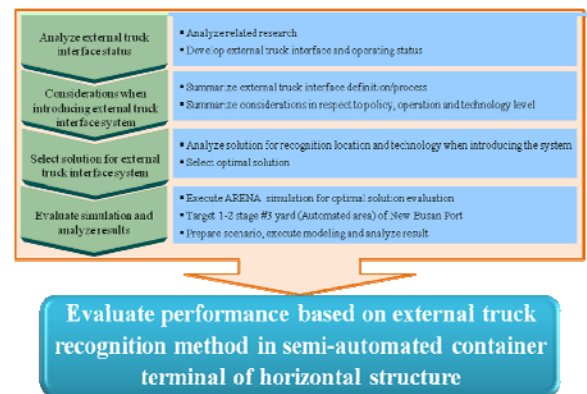 Analyze external truck
interface status
▪ Analyze related research
▪ Develop external truck interface and operating status
Considerations when
introducing external truck
interface system
▪ Summarize external truck interface definition/process
▪ Summarize considerations in respect to policy, operation and technology level
Select solution for external
truck interface system
▪ Analyze solution for recognition location and technology when introducing the system
▪ Select optimal solution
Evaluate simulation and
analyze results
▪ Execute ARENA simulation for optimal solution evaluation
▪ Target 1-2 stage #3 yard (Automated area) of New Busan Port
▪ Prepare scenario, execute modeling and analyze result
Evaluate performance based on external truck
recognition method in semi-automated container
terminal of horizontal structure